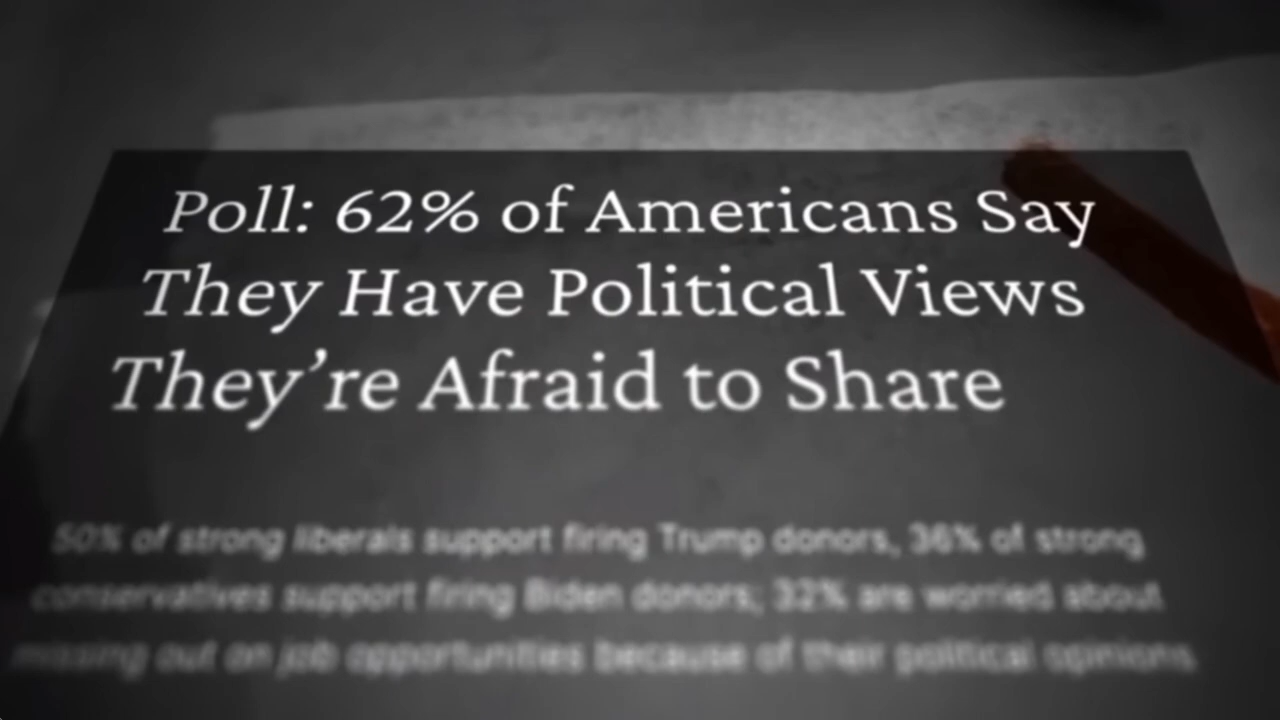 Poll: 62% of Americans Say
They Have Political Views
They’re Afraid to Share
50% of strong liberals support firing Trump donors, 36% of strong
conservatives support firing Biden donors; 32% are worried about
missing out on job opportunities because of their political opinions